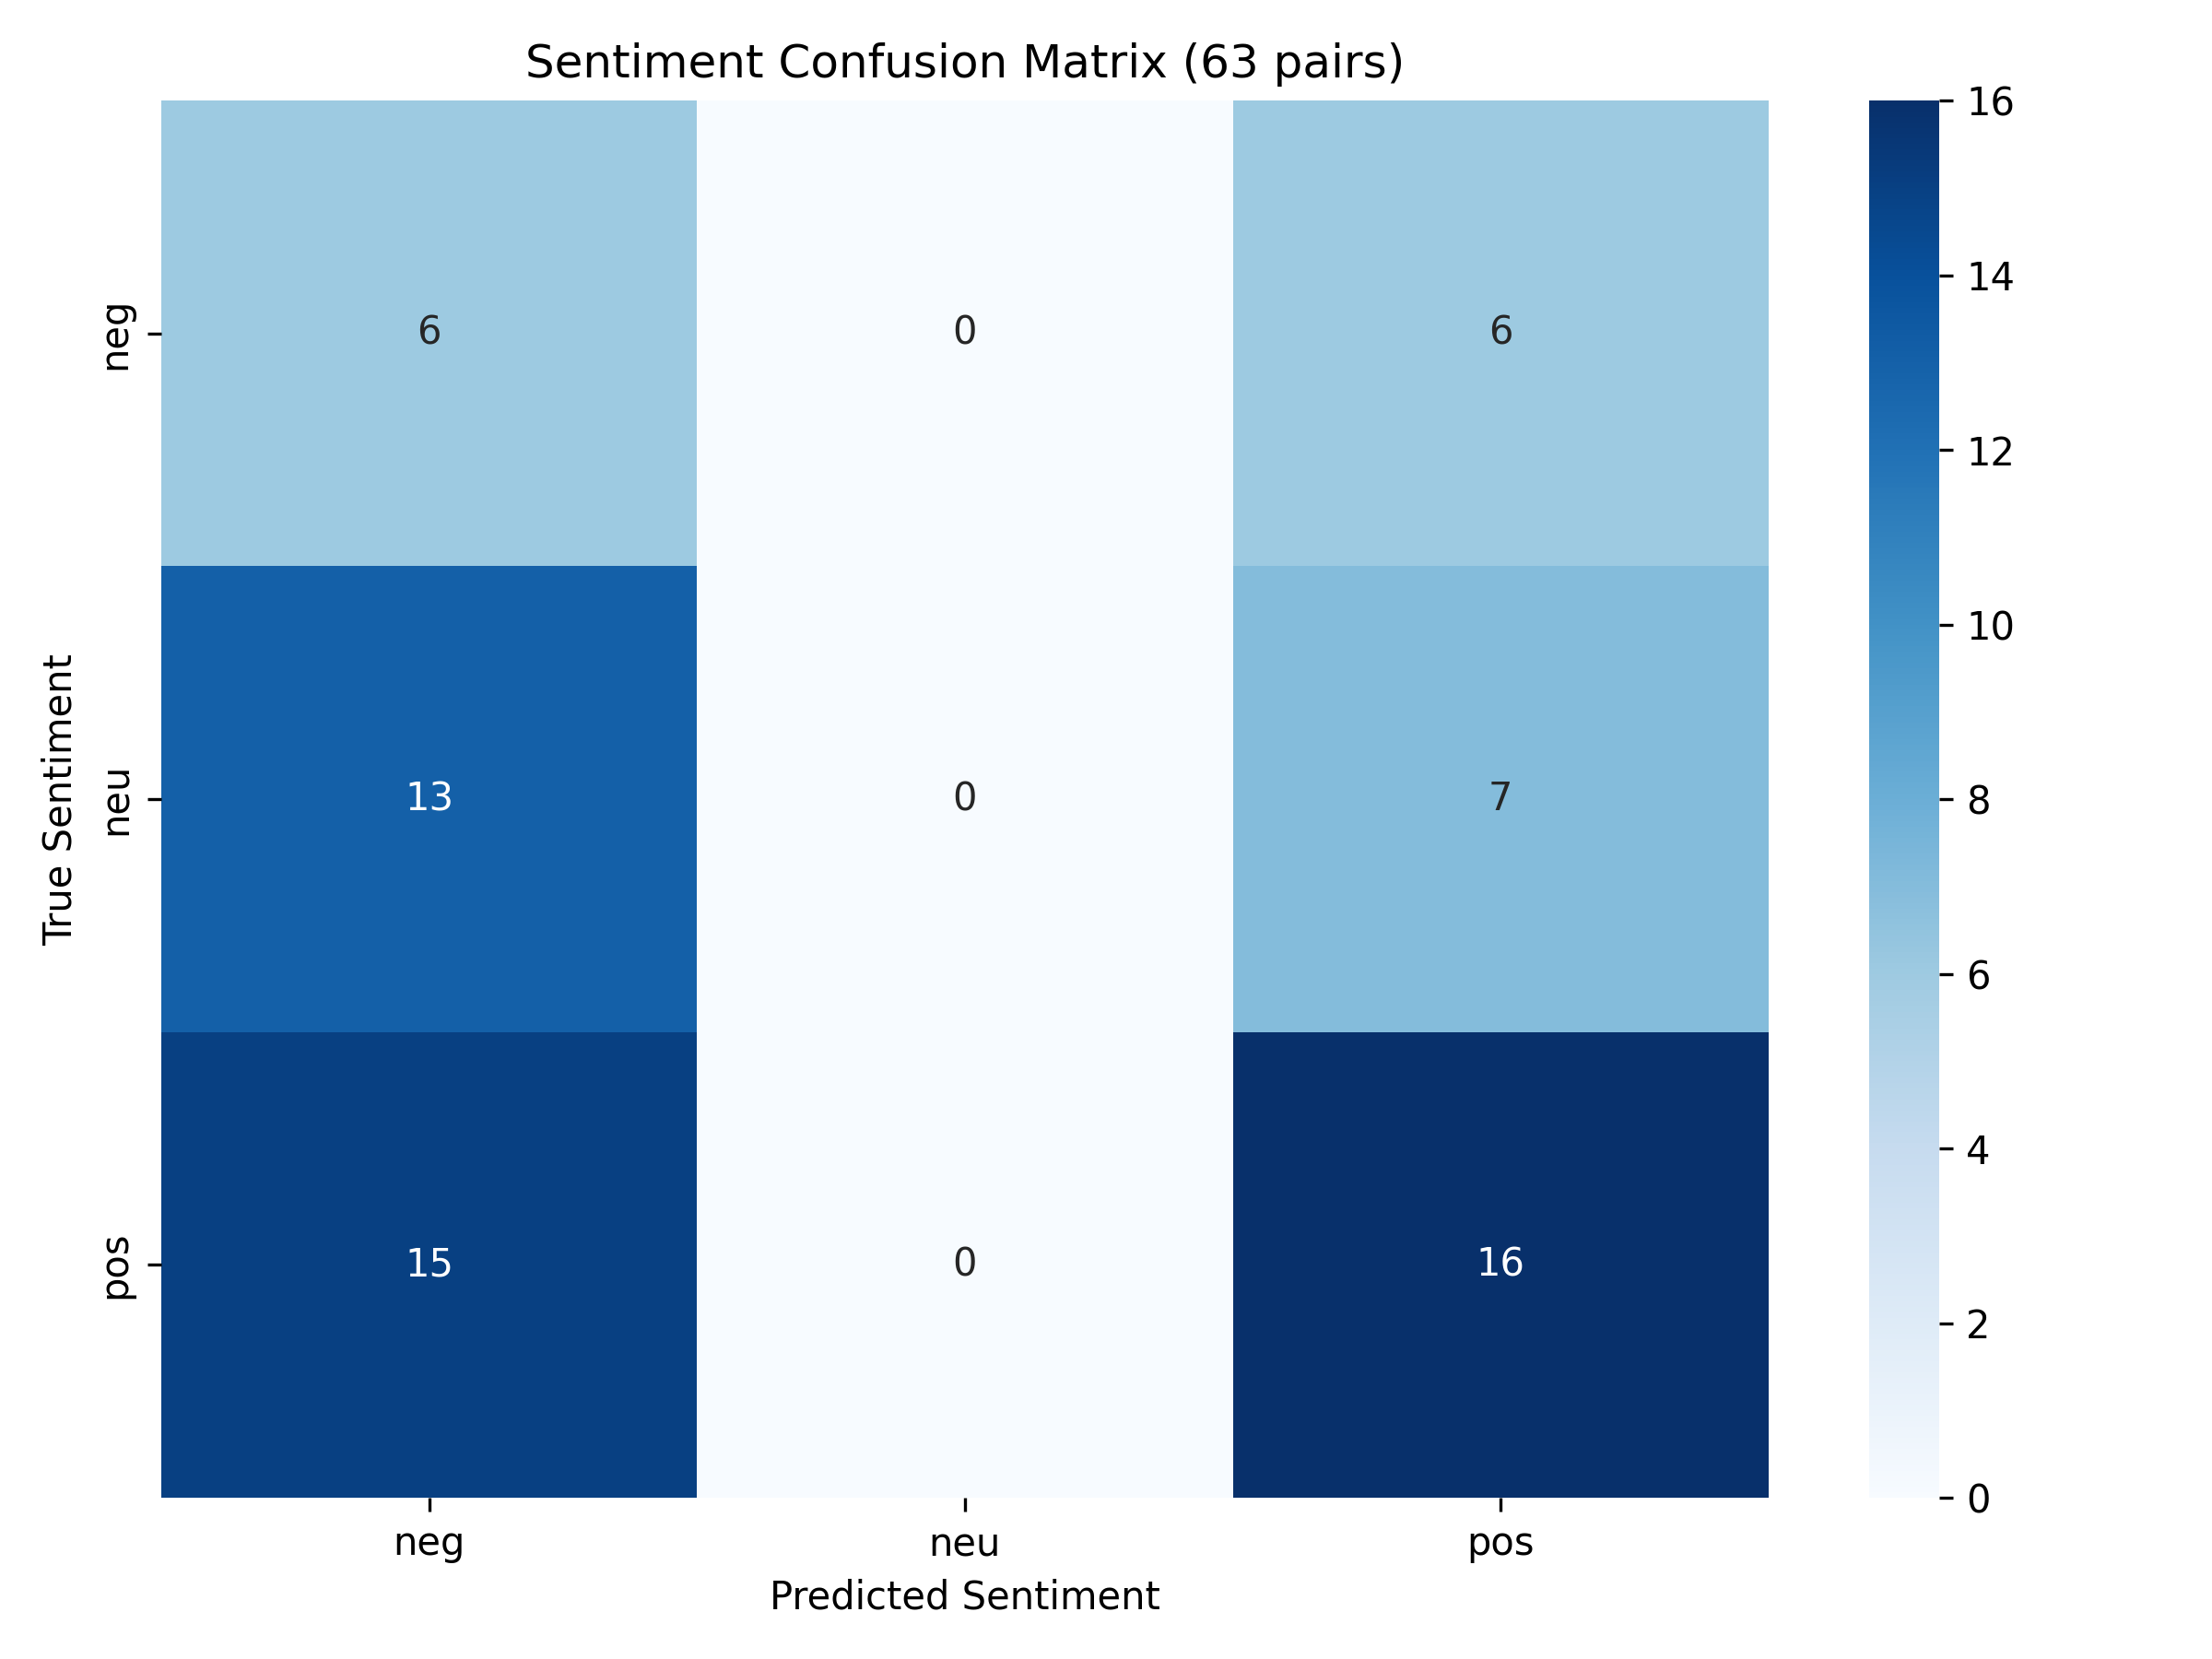 Sentiment Confusion Matrix (63 pairs)
True Sentiment
neg
6
0
6
neu
13
0
7
pos
15
0
16
neg
neu
pos
Predicted Sentiment
16
14
12
10
8
6
4
2
0